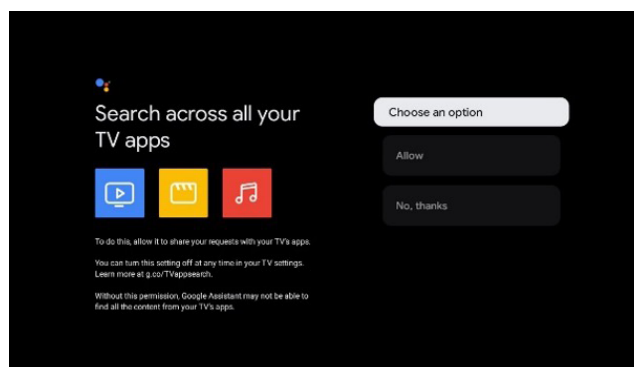 Search across all your
TV apps
To do this, allow it to share your requests with your TV's apps.
You can turn this setting off at any time in your TV settings.
Learn more at g.co/TVappsearch.
Without this permission, Google Assistant may not be able to
find all the content from your TV's apps.
Choose an option
Allow
No, thanks